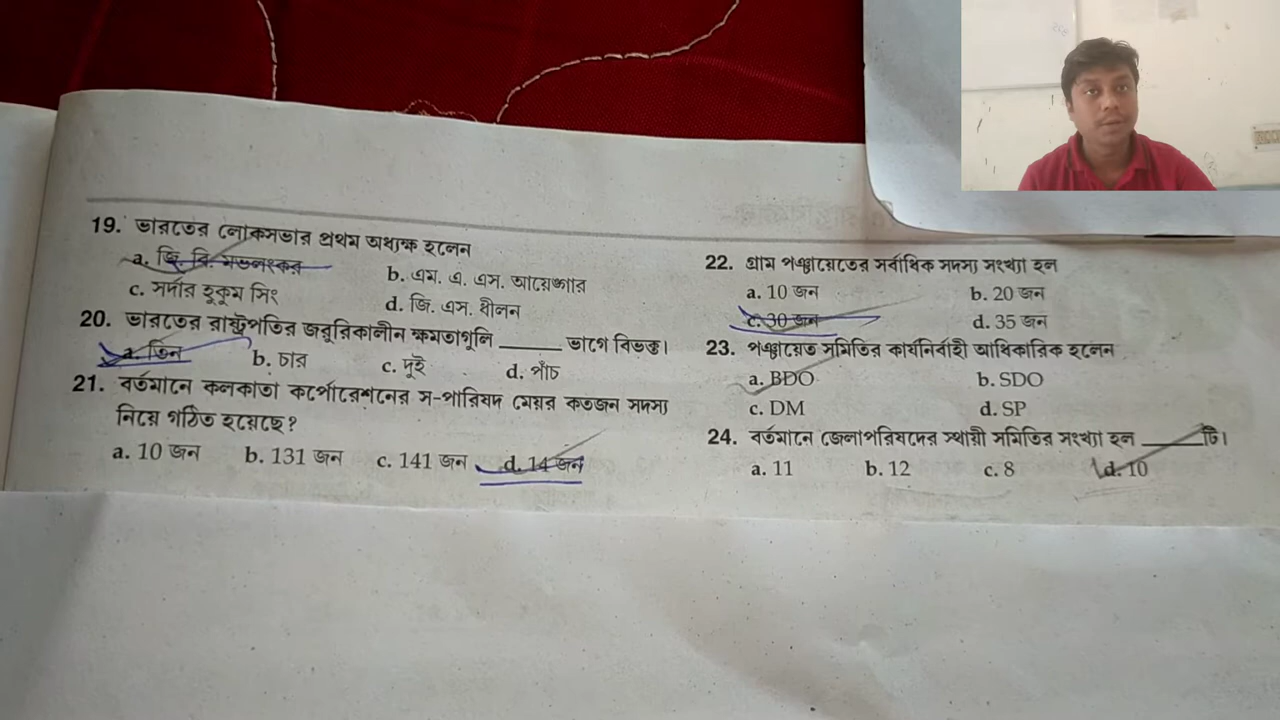 19. ভারতের লোকসভার প্রথম অধ্যক্ষ হলেন
a. জি. বি. মভলংকর b. এম. এ. এস. আয়েঙ্গার
c. সর্দার হুকুম সিং d. জি. এস. ধীলন
20. ভারতের রাষ্ট্রপতির জরুরিকালীন ক্ষমতাগুলি ______ ভাগে বিভক্ত।
a. তিন b. চার c. দুই d. পাঁচ
21. বর্তমানে কলকাতা কর্পোরেশনের স-পারিষদ মেয়র কতজন সদস্য
নিয়ে গঠিত হয়েছে?
a. 10 জন b. 131 জন c. 141 জন d. 14 জন
22. গ্রাম পঞ্চায়েতের সর্বাধিক সদস্য সংখ্যা হল
a. 10 জন b. 20 জন
c. 30 জন d. 35 জন
23. পঞ্চায়েত সমিতির কার্যনির্বাহী আধিকারিক হলেন
a. BDO b. SDO
c. DM d. SP
24. বর্তমানে জেলাপরিষদের স্থায়ী সমিতির সংখ্যা হল ______টি।
a. 11 b. 12 c. 8 d. 10